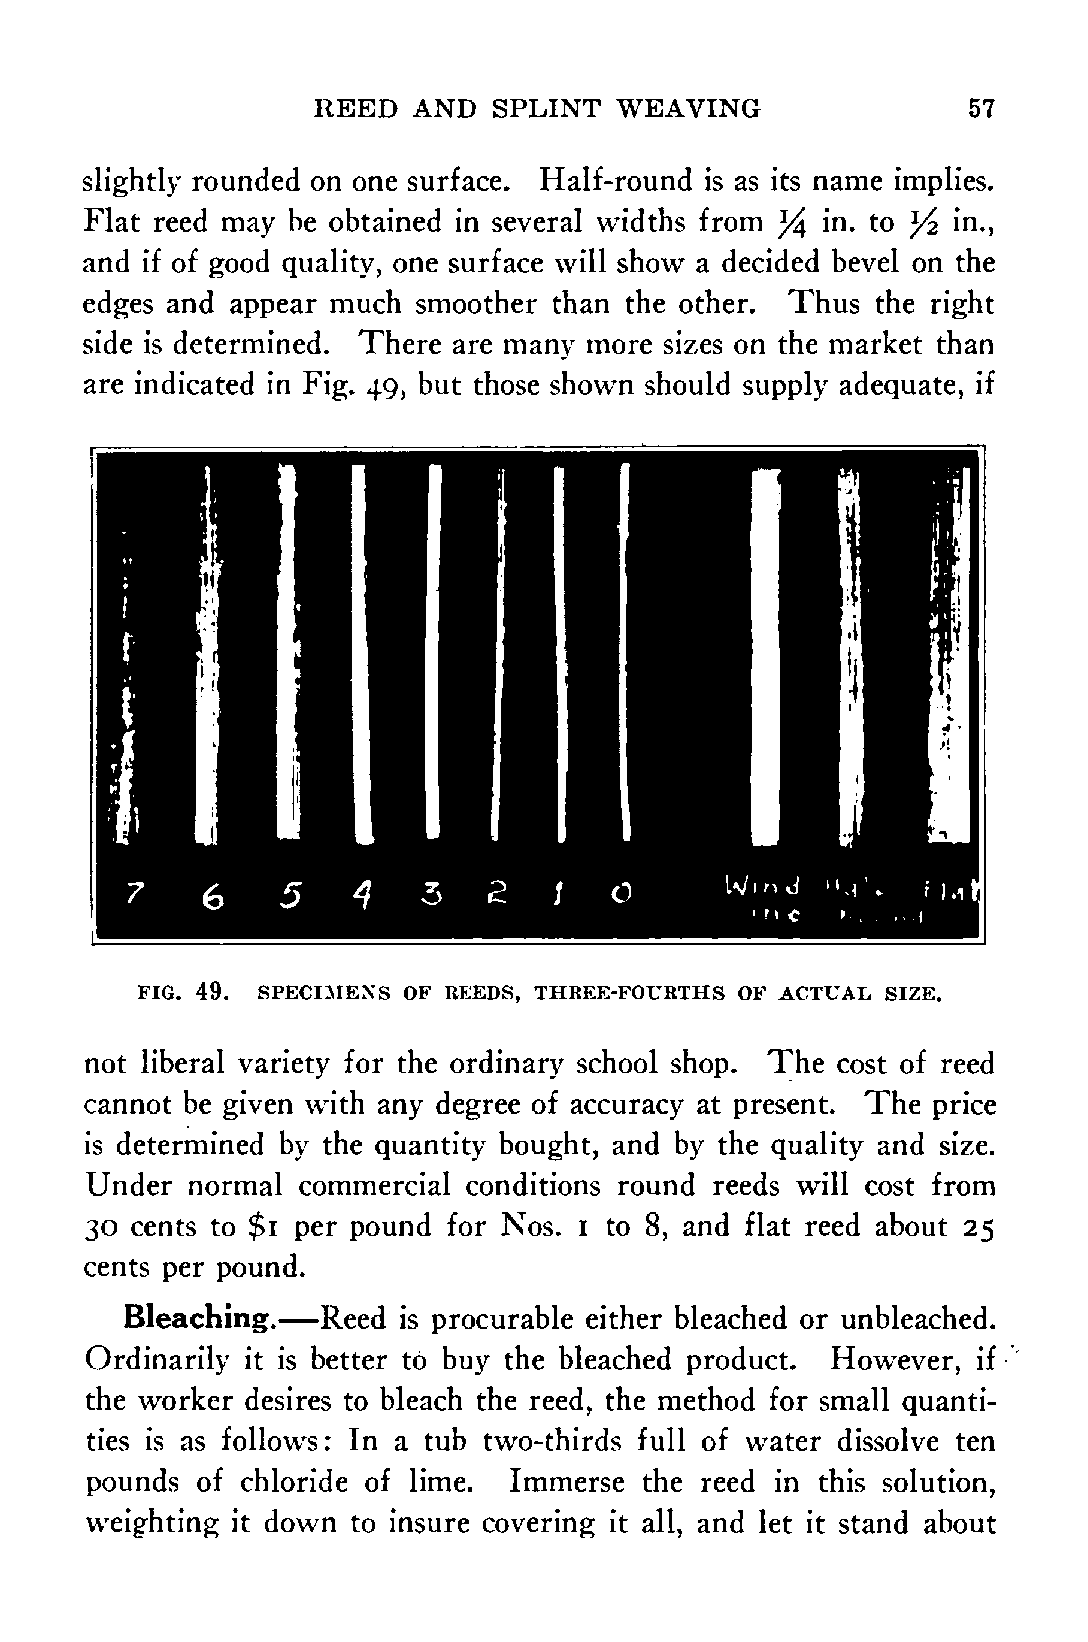 REED AND SPLINT WEAVING 57
slightly rounded on one surface. Half-round is as its name implies.
Flat reed may be obtained in several widths from ¼ in. to ½ in.,
and if of good quality, one surface will show a decided bevel on the
edges and appear much smoother than the other. Thus the right
side is determined. There are many more sizes on the market than
are indicated in Fig. 49, but those shown should supply adequate, if
7 6 5 4 3 2 1 0 Wind Flat
FIG. 49. SPECIMENS OF REEDS, THREE-FOURTHS OF ACTUAL SIZE.
not liberal variety for the ordinary school shop. The cost of reed
cannot be given with any degree of accuracy at present. The price
is determined by the quantity bought, and by the quality and size.
Under normal commercial conditions round reeds will cost from
30 cents to $1 per pound for Nos. 1 to 8, and flat reed about 25
cents per pound.
Bleaching.—Reed is procurable either bleached or unbleached.
Ordinarily it is better to buy the bleached product. However, if
the worker desires to bleach the reed, the method for small quanti-
ties is as follows: In a tub two-thirds full of water dissolve ten
pounds of chloride of lime. Immerse the reed in this solution,
weighting it down to insure covering it all, and let it stand about